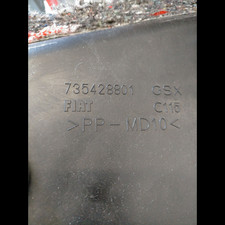 735428801 CSX
FIAT C116
>PP-MD10<